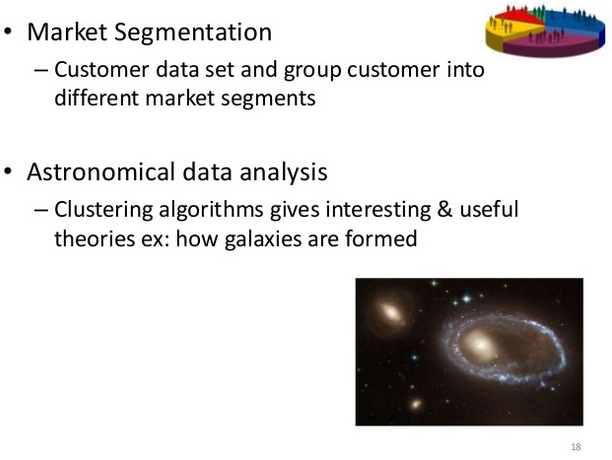 • Market Segmentation
– Customer data set and group customer into
different market segments
• Astronomical data analysis
– Clustering algorithms gives interesting & useful
theories ex: how galaxies are formed
18